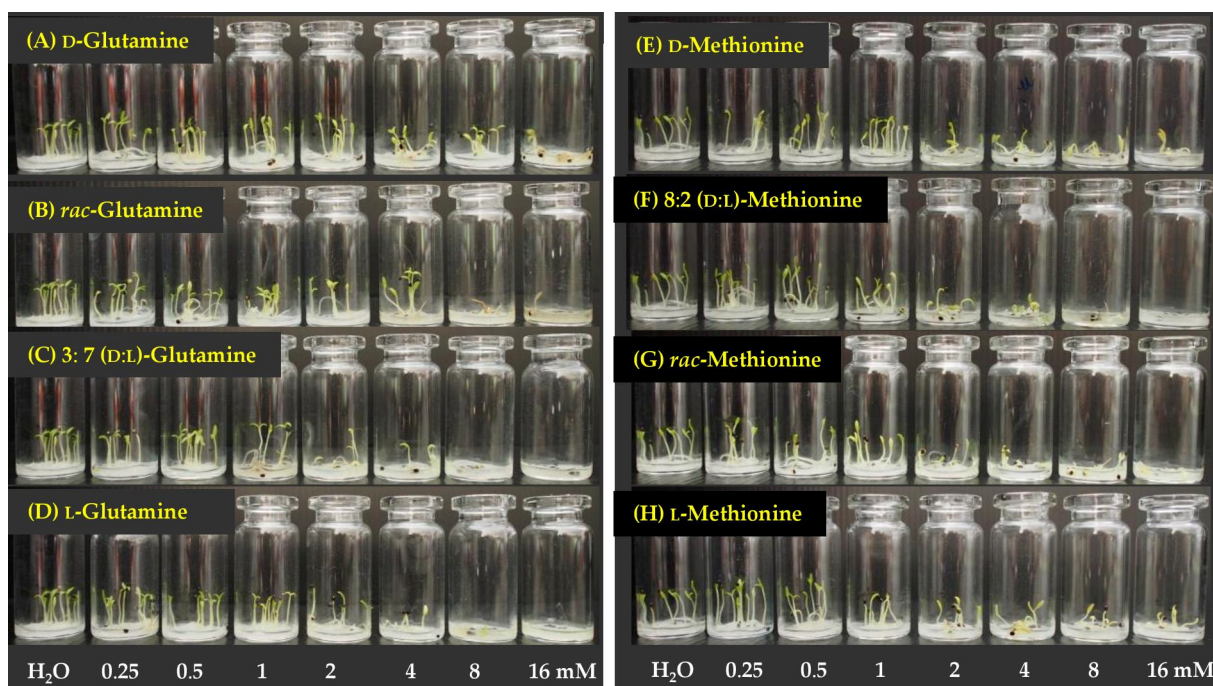 (A) D-Glutamine
(B) rac-Glutamine
(C) 3: 7 (D:L)-Glutamine
(D) L-Glutamine
H₂O 0.25 0.5 1 2 4 8 16 mM
(E) D-Methionine
(F) 8:2 (D:L)-Methionine
(G) rac-Methionine
(H) L-Methionine
H₂O 0.25 0.5 1 2 4 8 16 mM